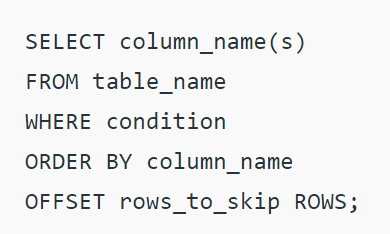 SELECT column_name(s)
FROM table_name
WHERE condition
ORDER BY column_name
OFFSET rows_to_skip ROWS;